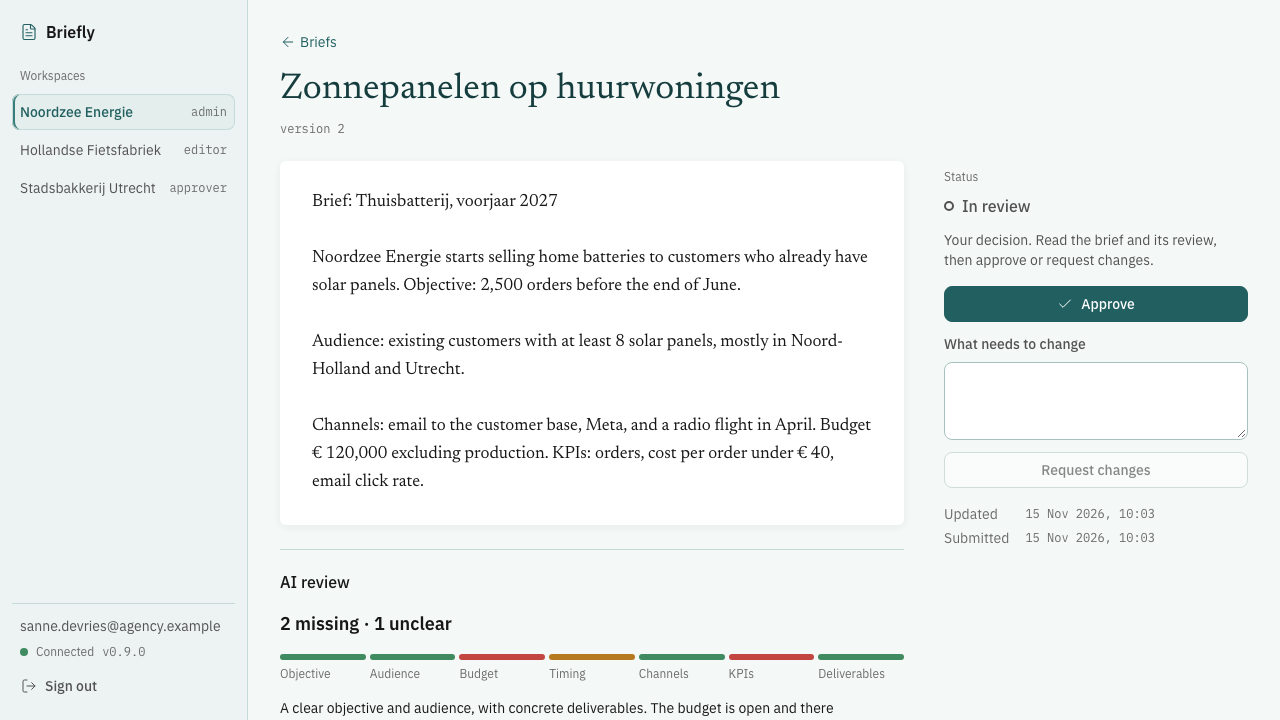 Briefly
Workspaces
Noordzee Energie admin
Hollandse Fietsfabriek editor
Stadsbakkerij Utrecht approver
sanne.devries@agency.example
Connected v0.9.0
Sign out
← Briefs
Zonnepanelen op huurwoningen
version 2
Brief: Thuisbatterij, voorjaar 2027
Noordzee Energie starts selling home batteries to customers who already have
solar panels. Objective: 2,500 orders before the end of June.
Audience: existing customers with at least 8 solar panels, mostly in Noord-
Holland and Utrecht.
Channels: email to the customer base, Meta, and a radio flight in April. Budget
€ 120,000 excluding production. KPIs: orders, cost per order under € 40,
email click rate.
AI review
2 missing · 1 unclear
Objective Audience Budget Timing Channels KPIs Deliverables
A clear objective and audience, with concrete deliverables. The budget is open and there
Status
In review
Your decision. Read the brief and its review,
then approve or request changes.
Approve
What needs to change
Request changes
Updated 15 Nov 2026, 10:03
Submitted 15 Nov 2026, 10:03